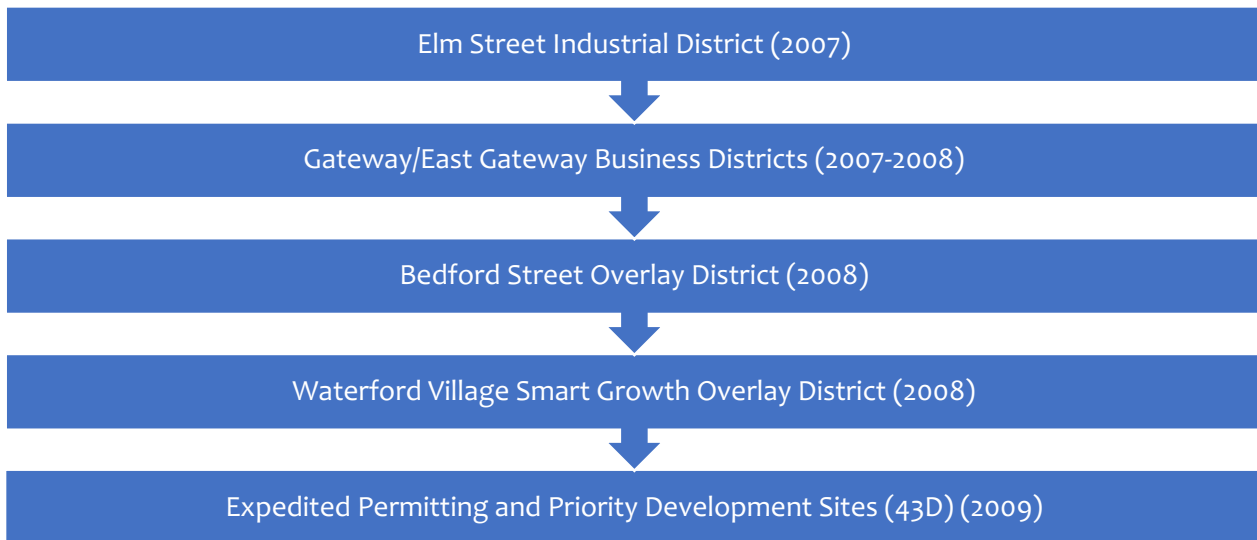 Elm Street Industrial District (2007)
Gateway/East Gateway Business Districts (2007-2008)
Bedford Street Overlay District (2008)
Waterford Village Smart Growth Overlay District (2008)
Expedited Permitting and Priority Development Sites (43D) (2009)